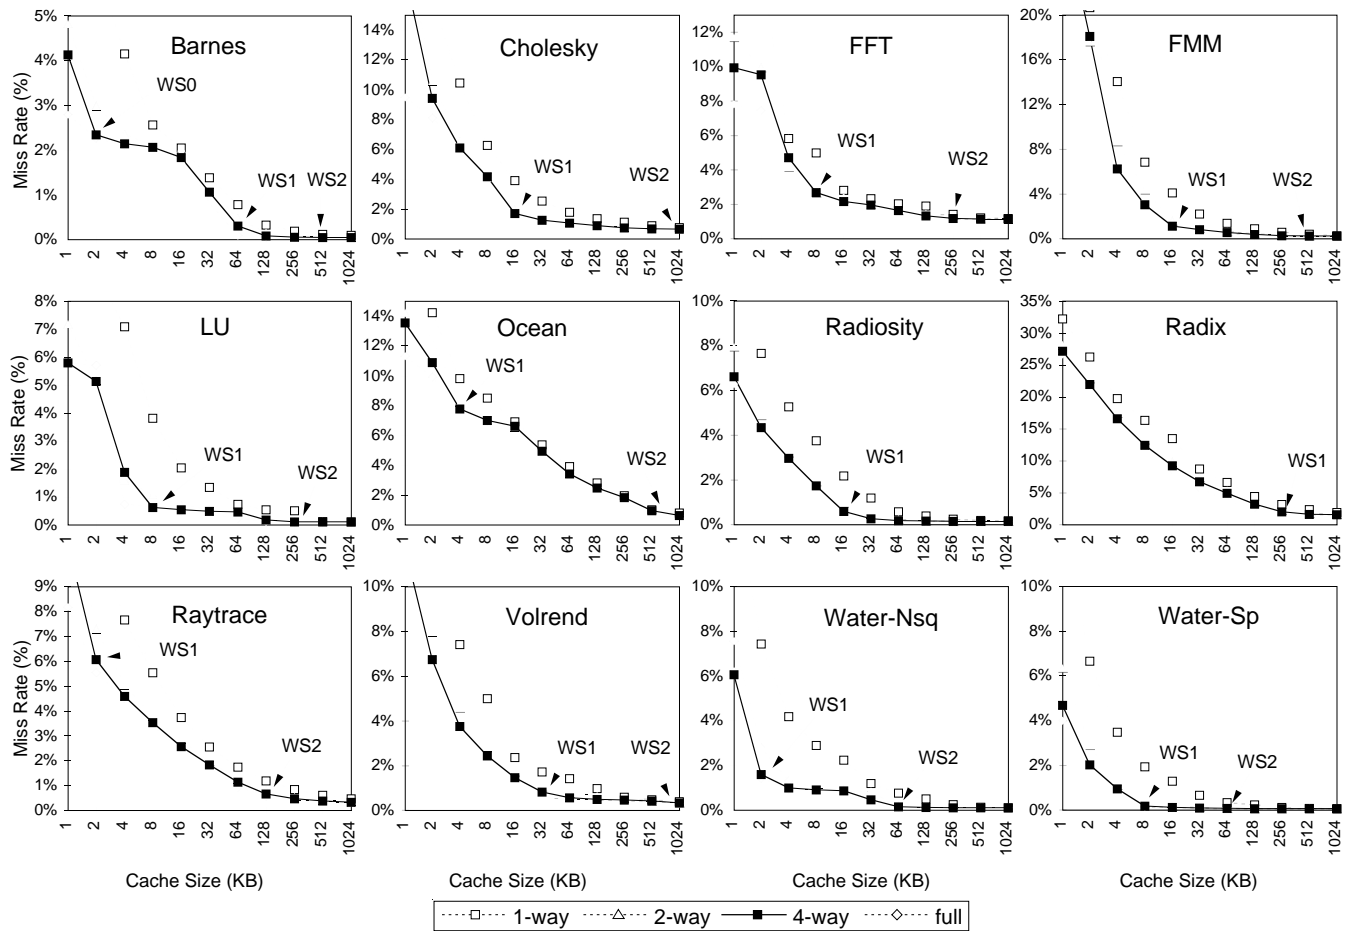 Barnes
Miss Rate (%)
5%
4%
3%
2%
1%
0%
WS0
WS1
WS2
1 2 4 8 16 32 64 128 256 512 1024
Cholesky
14%
12%
10%
8%
6%
4%
2%
0%
WS1
WS2
1 2 4 8 16 32 64 128 256 512 1024
FFT
12%
10%
8%
6%
4%
2%
0%
WS1
WS2
1 2 4 8 16 32 64 128 256 512 1024
FMM
20%
16%
12%
8%
4%
0%
WS1
WS2
1 2 4 8 16 32 64 128 256 512 1024
LU
Miss Rate (%)
8%
7%
6%
5%
4%
3%
2%
1%
0%
WS1
WS2
1 2 4 8 16 32 64 128 256 512 1024
Ocean
14%
12%
10%
8%
6%
4%
2%
0%
WS1
WS2
1 2 4 8 16 32 64 128 256 512 1024
Radiosity
10%
8%
6%
4%
2%
0%
WS1
1 2 4 8 16 32 64 128 256 512 1024
Radix
35%
30%
25%
20%
15%
10%
5%
0%
WS1
1 2 4 8 16 32 64 128 256 512 1024
Raytrace
Miss Rate (%)
9%
8%
7%
6%
5%
4%
3%
2%
1%
0%
WS1
WS2
1 2 4 8 16 32 64 128 256 512 1024
Cache Size (KB)
Volrend
10%
8%
6%
4%
2%
0%
WS1
WS2
1 2 4 8 16 32 64 128 256 512 1024
Cache Size (KB)
Water-Nsq
10%
8%
6%
4%
2%
0%
WS1
WS2
1 2 4 8 16 32 64 128 256 512 1024
Cache Size (KB)
Water-Sp
10%
8%
6%
4%
2%
0%
WS1
WS2
1 2 4 8 16 32 64 128 256 512 1024
Cache Size (KB)
1-way 2-way 4-way full